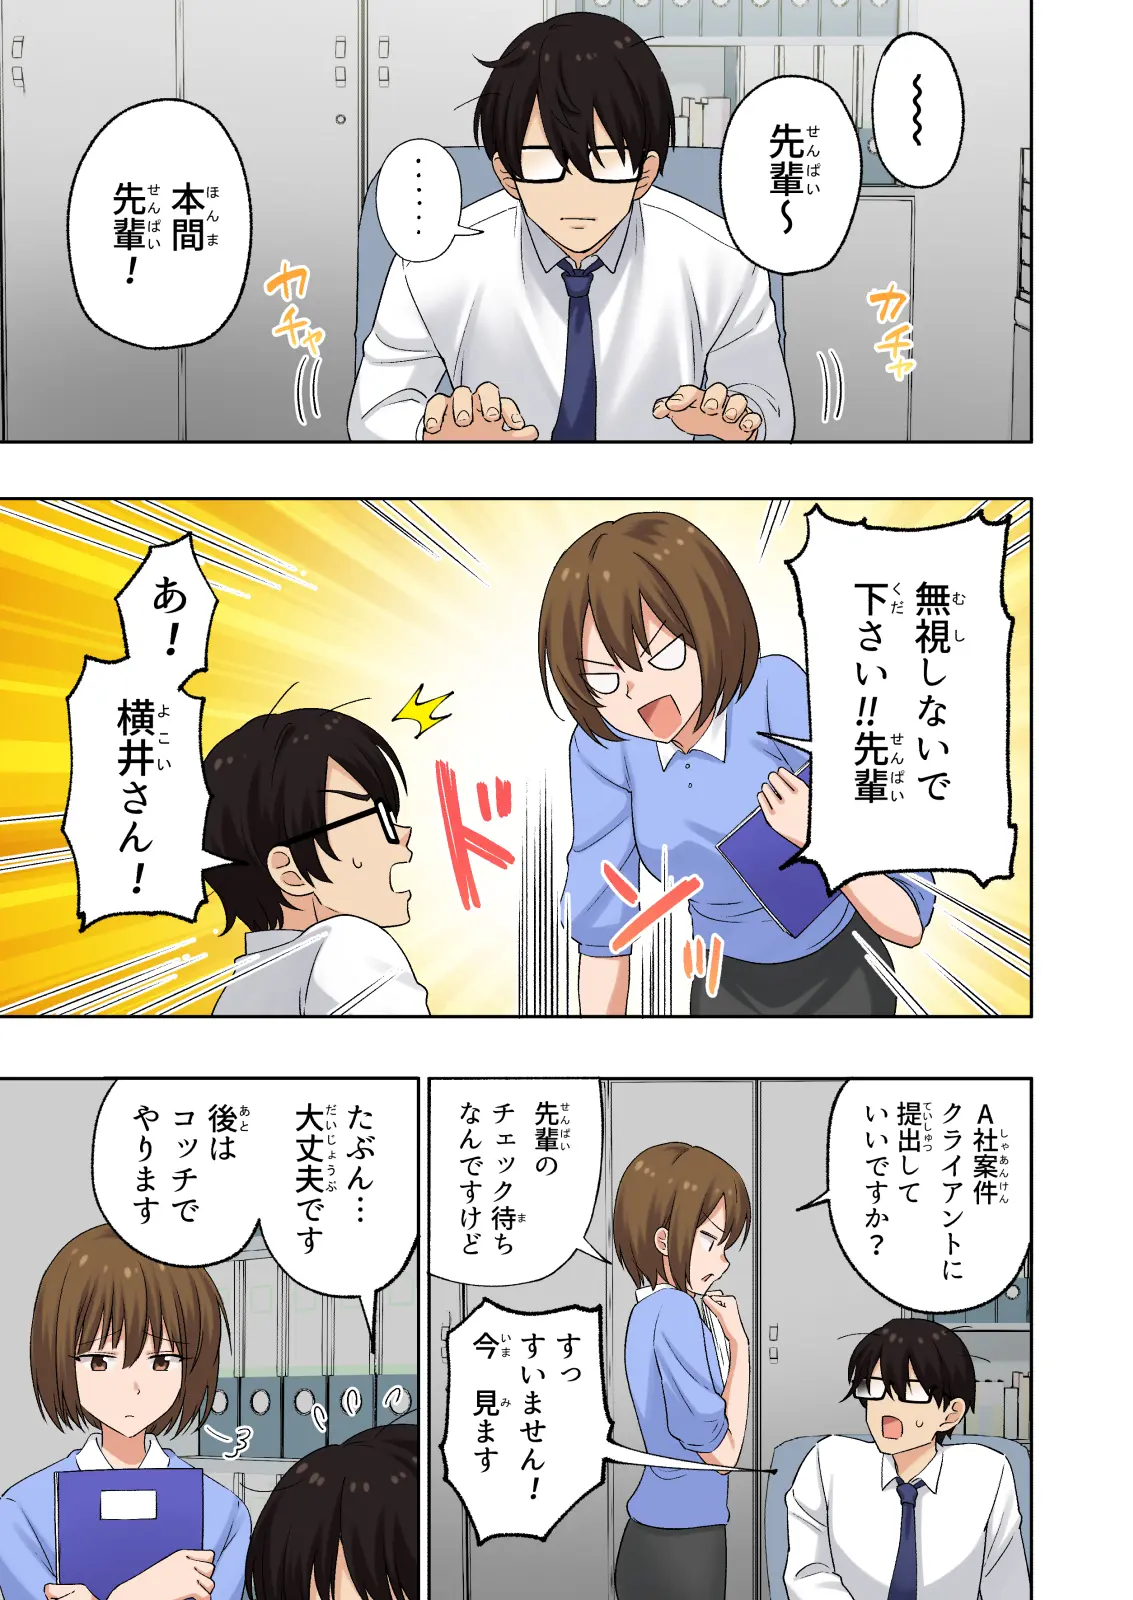 〜〜
先輩〜
‥‥‥
本間
先輩！
カチャ
カチャ
無視しないで
下さい!!先輩
あ！
横井さん！
ドンッ
A社案件
クライアントに
提出して
いいですか？
先輩の
チェック待ち
なんですけど
すっ
すいません！
今 見ます
たぶん…
大丈夫です
後は
コッチで
やります